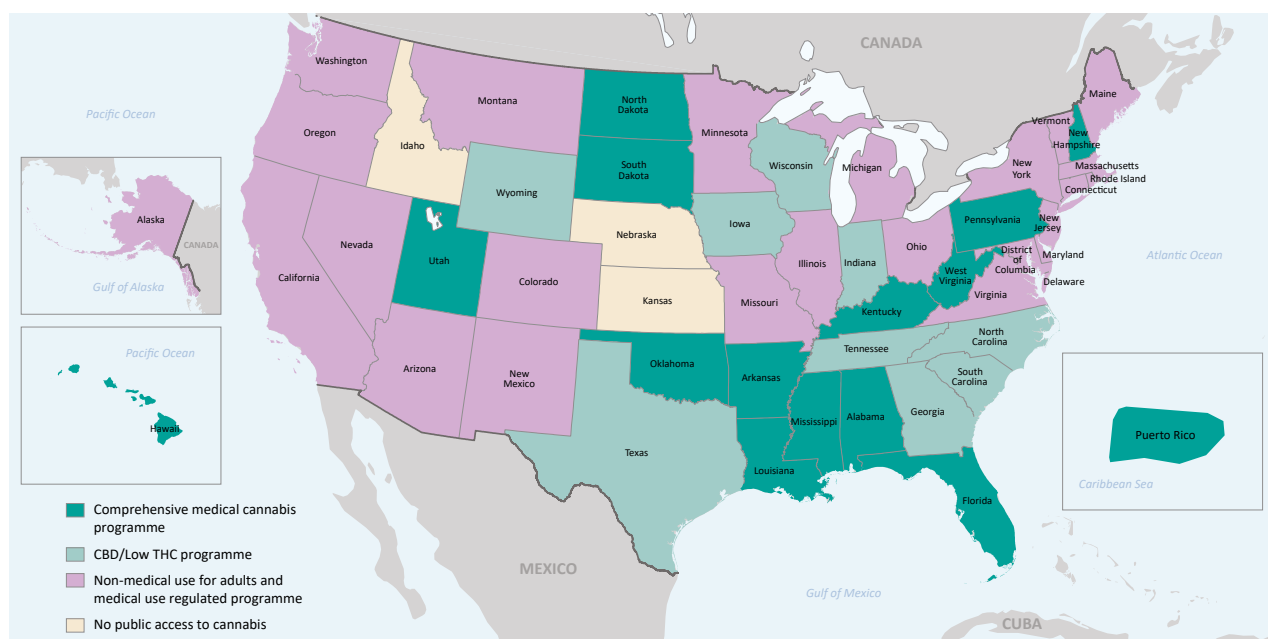 CANADA
Washington
Maine
Montana
North
Dakota
Minnesota
Vermont
New
Hampshire
Pacific Ocean
Oregon
Idaho
Wisconsin
Michigan
New
York
Massachusetts
Rhode Island
Connecticut
South
Dakota
Wyoming
Alaska
CANADA
Gulf of Alaska
Iowa
Pennsylvania
New
Jersey
Nebraska
Nevada
Utah
Ohio
Indiana
Illinois
District
of
Columbia
Maryland
Delaware
Atlantic Ocean
California
Colorado
Kansas
Missouri
West
Virginia
Virginia
Kentucky
Pacific Ocean
Hawaii
Arizona
New
Mexico
Oklahoma
Arkansas
Tennessee
North
Carolina
South
Carolina
Georgia
Mississippi
Alabama
Texas
Louisiana
Florida
Puerto Rico
Caribbean Sea
MEXICO
Gulf of Mexico
CUBA
Comprehensive medical cannabis
programme
CBD/Low THC programme
Non-medical use for adults and
medical use regulated programme
No public access to cannabis